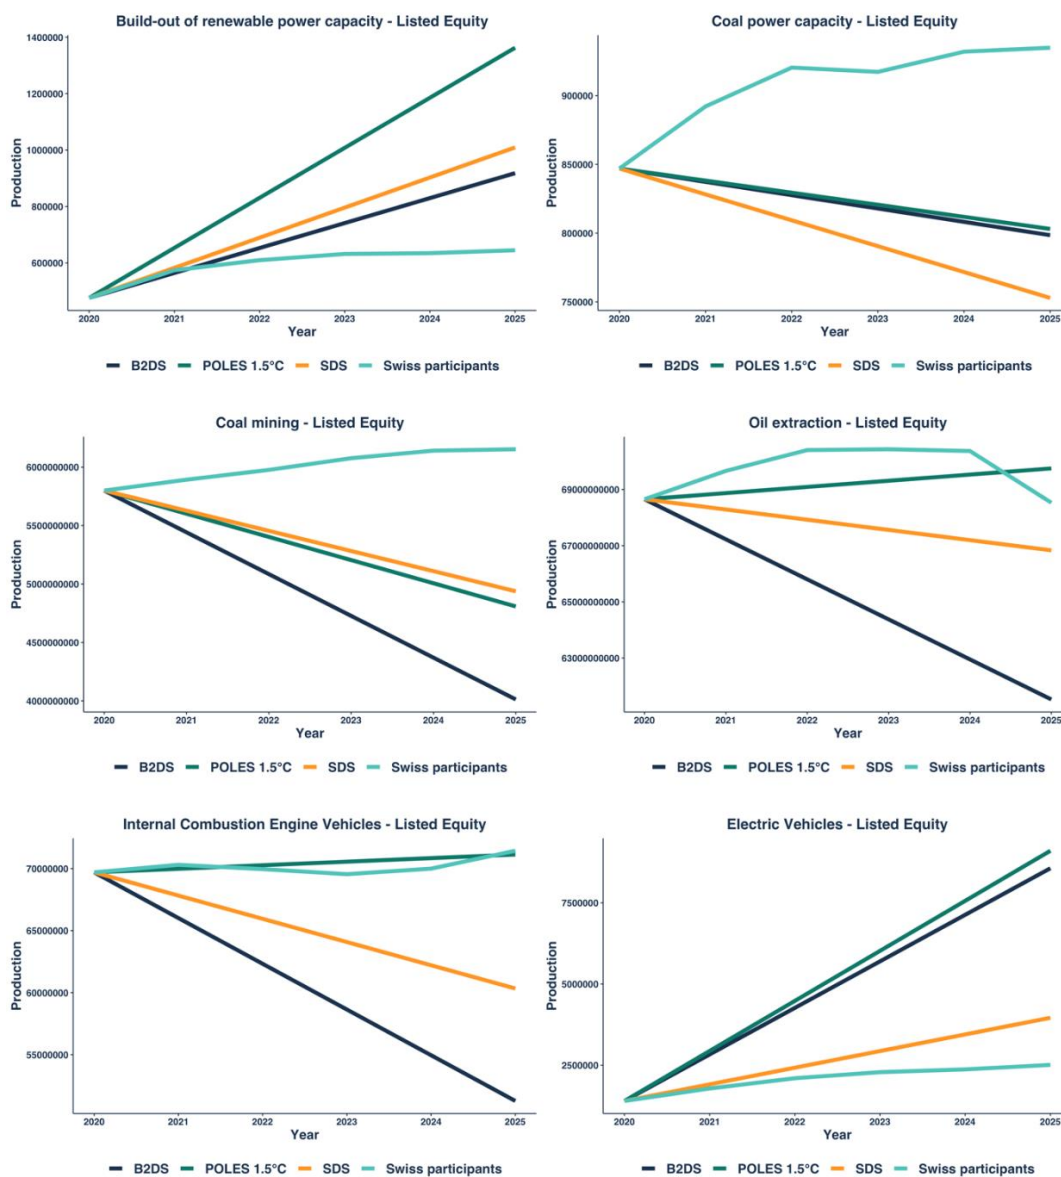 Build-out of renewable power capacity - Listed Equity
Production
1400000
1200000
1000000
800000
600000
2020 2021 2022 2023 2024 2025
Year
B2DS POLES 1.5°C SDS Swiss participants
Coal power capacity - Listed Equity
Production
900000
850000
800000
750000
2020 2021 2022 2023 2024 2025
Year
B2DS POLES 1.5°C SDS Swiss participants
Coal mining - Listed Equity
Production
6000000000
5500000000
5000000000
4500000000
4000000000
2020 2021 2022 2023 2024 2025
Year
B2DS POLES 1.5°C SDS Swiss participants
Oil extraction - Listed Equity
Production
69000000000
67000000000
65000000000
63000000000
2020 2021 2022 2023 2024 2025
Year
B2DS POLES 1.5°C SDS Swiss participants
Internal Combustion Engine Vehicles - Listed Equity
Production
70000000
65000000
60000000
55000000
2020 2021 2022 2023 2024 2025
Year
B2DS POLES 1.5°C SDS Swiss participants
Electric Vehicles - Listed Equity
Production
7500000
5000000
2500000
2020 2021 2022 2023 2024 2025
Year
B2DS POLES 1.5°C SDS Swiss participants